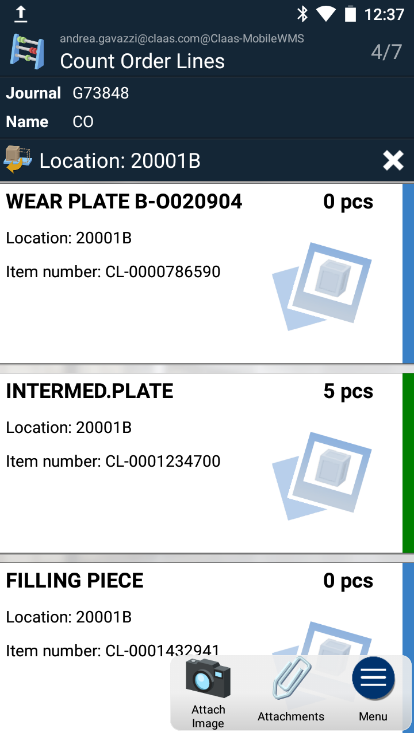 12:37
andrea.gavazzi@claas.com@Claas-MobileWMS
Count Order Lines
4/7
Journal G73848
Name CO
Location: 20001B
WEAR PLATE B-O020904 0 pcs
Location: 20001B
Item number: CL-0000786590
INTERMED.PLATE 5 pcs
Location: 20001B
Item number: CL-0001234700
FILLING PIECE 0 pcs
Location: 20001B
Item number: CL-0001432941
Attach
Image
Attachments
Menu